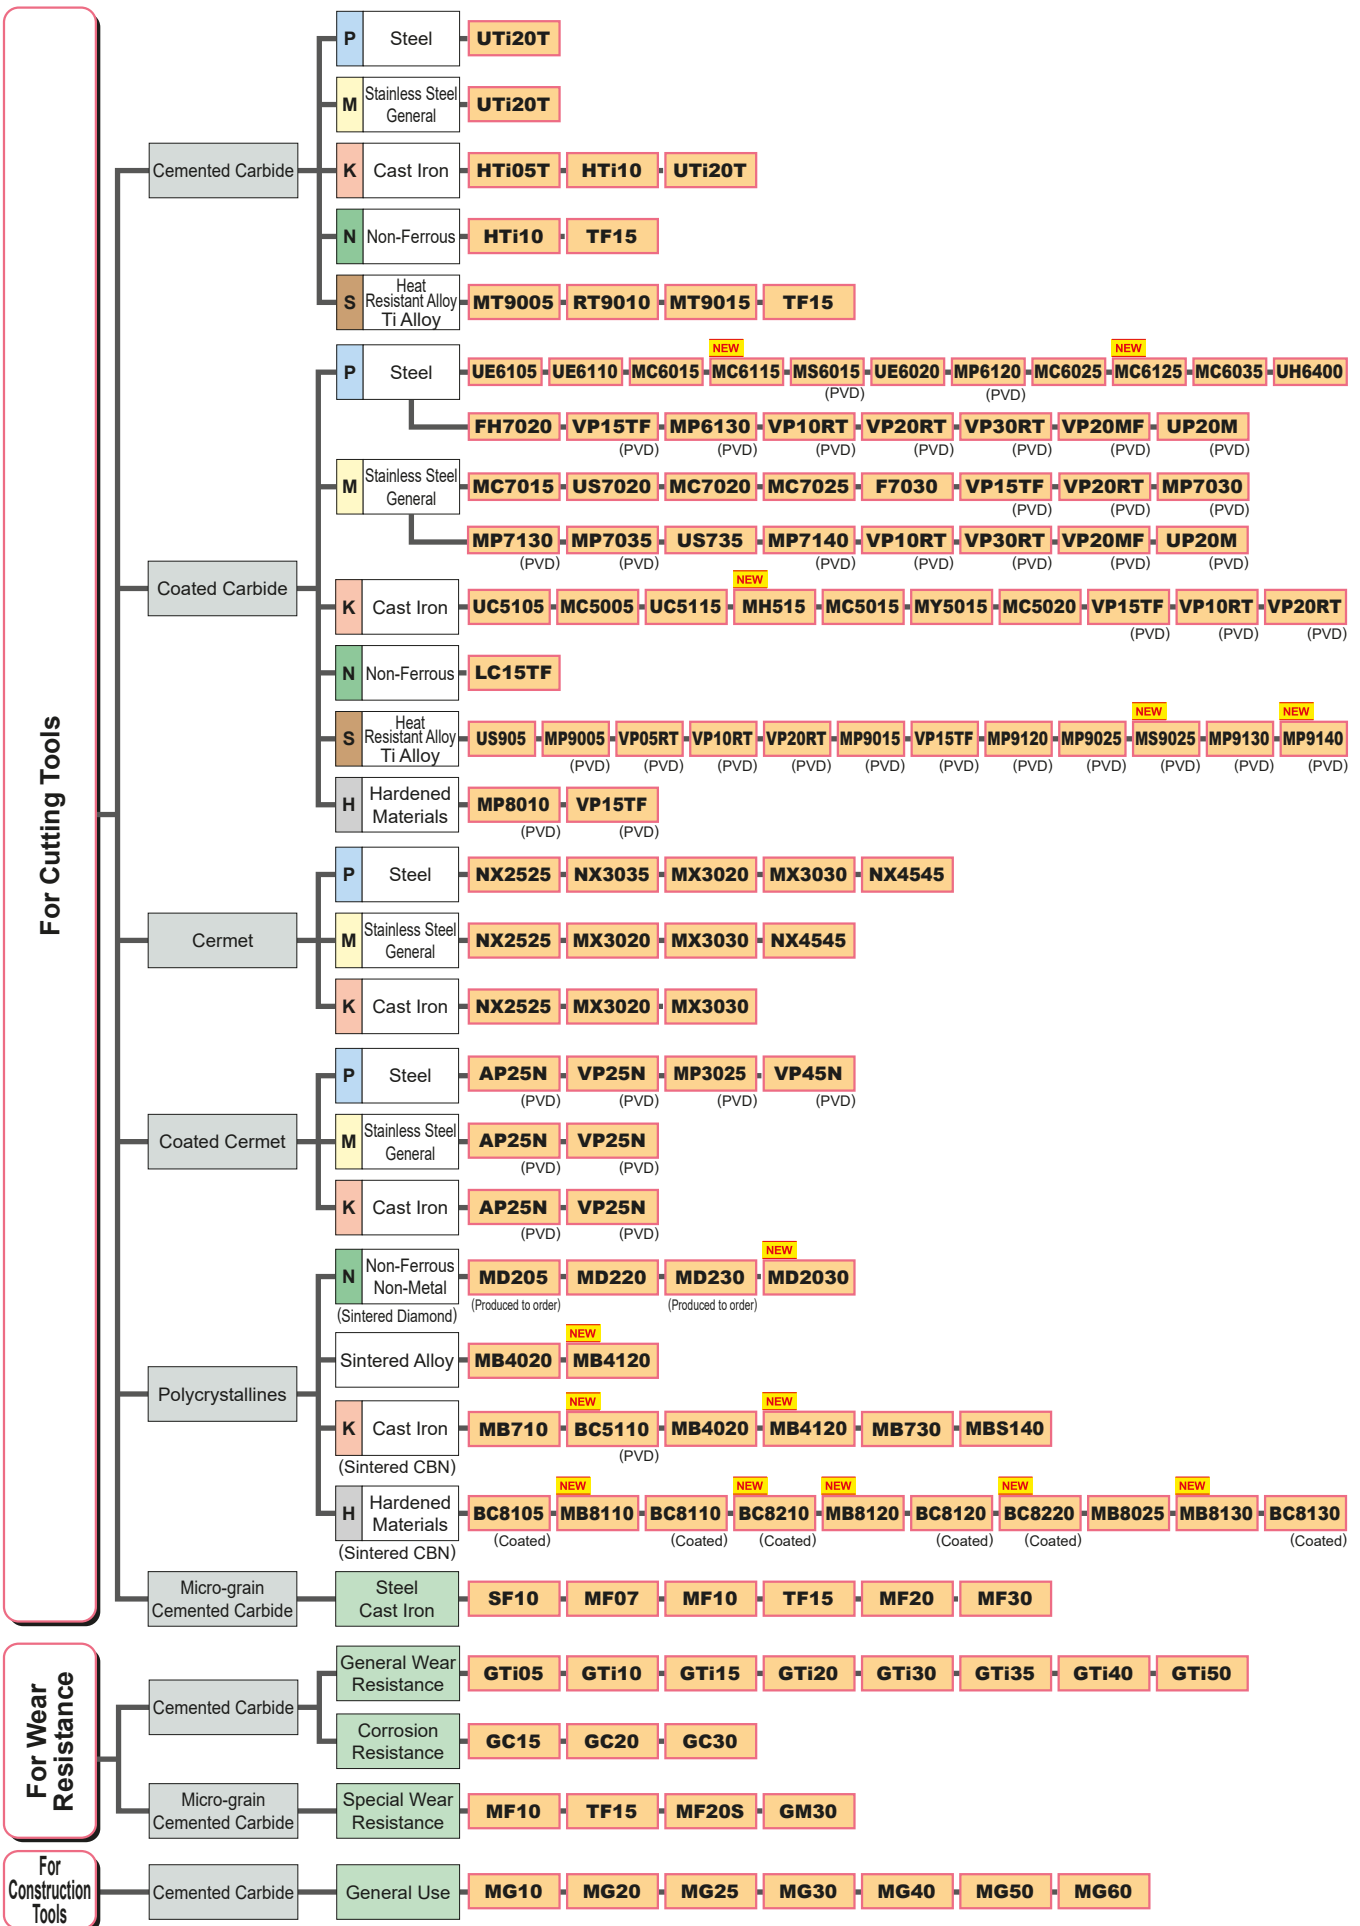 For Cutting Tools
Cemented Carbide
P Steel UTi20T
M Stainless Steel
General UTi20T
K Cast Iron HTi05T HTi10 UTi20T
N Non-Ferrous HTi10 TF15
S Heat
Resistant Alloy
Ti Alloy MT9005 RT9010 MT9015 TF15
Coated Carbide
NEW NEW
P Steel UE6105 UE6110 MC6015 MC6115 MS6015 UE6020 MP6120 MC6025 MC6125 MC6035 UH6400
(PVD) (PVD)
FH7020 VP15TF MP6130 VP10RT VP20RT VP30RT VP20MF UP20M
(PVD) (PVD) (PVD) (PVD) (PVD) (PVD) (PVD)
M Stainless Steel
General MC7015 US7020 MC7020 MC7025 F7030 VP15TF VP20RT MP7030
(PVD) (PVD) (PVD)
MP7130 MP7035 US735 MP7140 VP10RT VP30RT VP20MF UP20M
(PVD) (PVD) (PVD) (PVD) (PVD) (PVD) (PVD)
NEW
K Cast Iron UC5105 MC5005 UC5115 MH515 MC5015 MY5015 MC5020 VP15TF VP10RT VP20RT
(PVD) (PVD) (PVD)
N Non-Ferrous LC15TF
NEW NEW
S Heat
Resistant Alloy
Ti Alloy US905 MP9005 VP05RT VP10RT VP20RT MP9015 VP15TF MP9120 MP9025 MS9025 MP9130 MP9140
(PVD) (PVD) (PVD) (PVD) (PVD) (PVD) (PVD) (PVD) (PVD) (PVD) (PVD)
H Hardened
Materials MP8010 VP15TF
(PVD) (PVD)
Cermet
P Steel NX2525 NX3035 MX3020 MX3030 NX4545
M Stainless Steel
General NX2525 MX3020 MX3030 NX4545
K Cast Iron NX2525 MX3020 MX3030
Coated Cermet
P Steel AP25N VP25N MP3025 VP45N
(PVD) (PVD) (PVD) (PVD)
M Stainless Steel
General AP25N VP25N
(PVD) (PVD)
K Cast Iron AP25N VP25N
(PVD) (PVD)
Polycrystallines
NEW
N Non-Ferrous
Non-Metal MD205 MD220 MD230 MD2030
(Sintered Diamond) (Produced to order) (Produced to order)
NEW
Sintered Alloy MB4020 MB4120
NEW NEW
K Cast Iron MB710 BC5110 MB4020 MB4120 MB730 MBS140
(PVD)
(Sintered CBN)
NEW NEW NEW NEW NEW
H Hardened
Materials BC8105 MB8110 BC8110 BC8210 MB8120 BC8120 BC8220 MB8025 MB8130 BC8130
(Coated) (Coated) (Coated) (Coated) (Coated) (Coated)
(Sintered CBN)
Micro-grain
Cemented Carbide
Steel
Cast Iron SF10 MF07 MF10 TF15 MF20 MF30
For Wear
Resistance
Cemented Carbide
General Wear
Resistance GTi05 GTi10 GTi15 GTi20 GTi30 GTi35 GTi40 GTi50
Corrosion
Resistance GC15 GC20 GC30
Micro-grain
Cemented Carbide
Special Wear
Resistance MF10 TF15 MF20S GM30
For
Construction
Tools
Cemented Carbide
General Use MG10 MG20 MG25 MG30 MG40 MG50 MG60